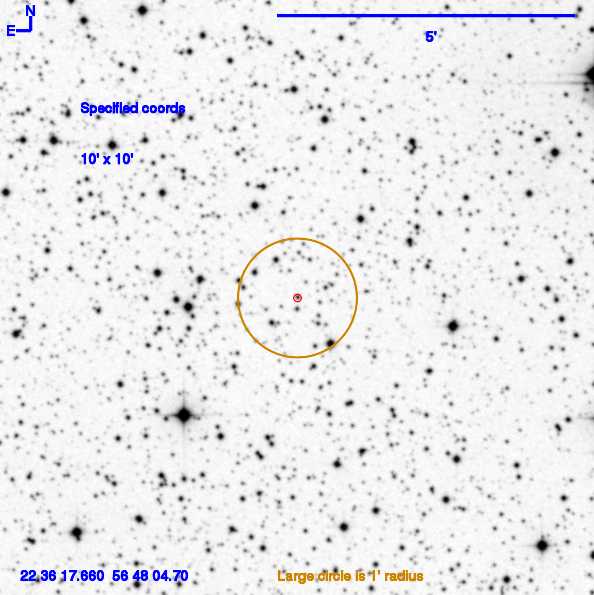 N
E
5'
Specified coords
10' x 10'
22 36 17.660 56 48 04.70
Large circle is 1' radius